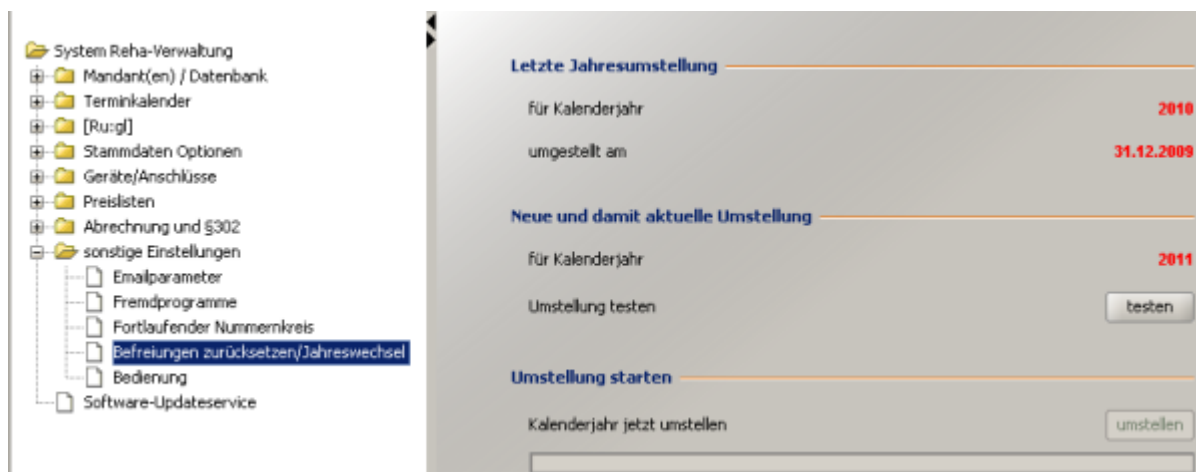 System Reha-Verwaltung
Mandant(en) / Datenbank
Terminkalender
[Ru:gl]
Stammdaten Optionen
Geräte/Anschlüsse
Preislisten
Abrechnung und §302
sonstige Einstellungen
Emailparameter
Fremdprogramme
Fortlaufender Nummernkreis
Befreiungen zurücksetzen/Jahreswechsel
Bedienung
Software-Updateservice
Letzte Jahresumstellung
für Kalenderjahr 2010
umgestellt am 31.12.2009
Neue und damit aktuelle Umstellung
für Kalenderjahr 2011
Umstellung testen testen
Umstellung starten
Kalenderjahr jetzt umstellen umstellen